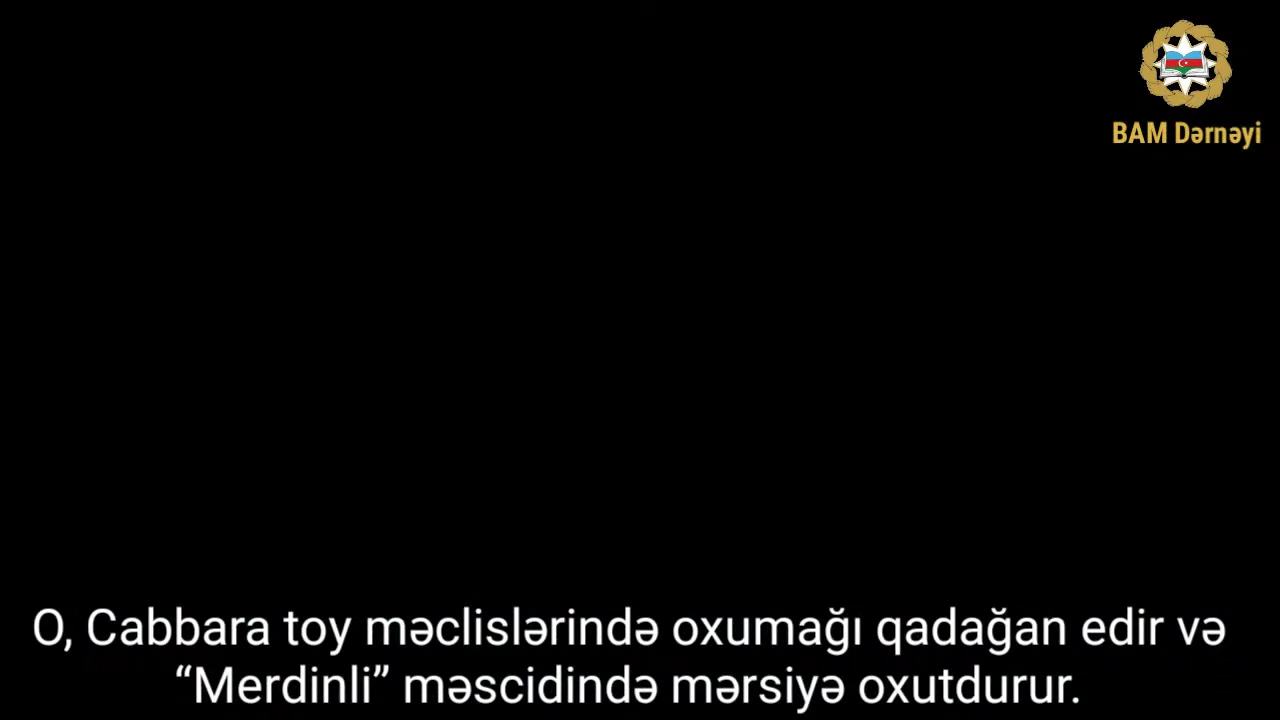 BAM Dərnəyi
O, Cabbara toy məclislərində oxumağı qadağan edir və
“Merdinli” məscidində mərsiyə oxutdurur.